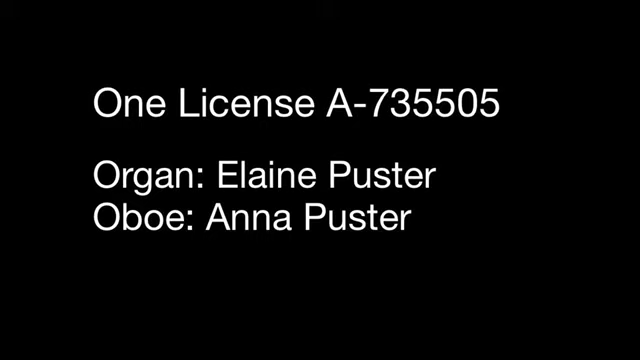 One License A-735505
Organ: Elaine Puster
Oboe: Anna Puster